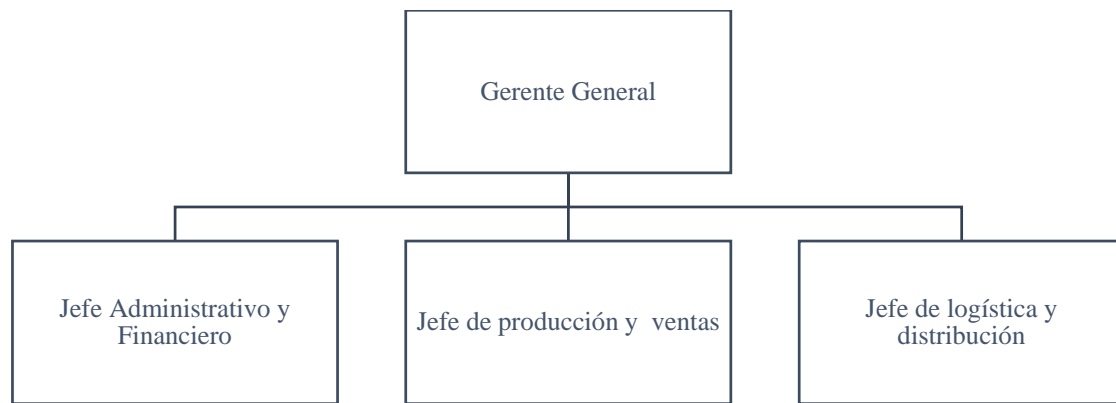 Gerente General
Jefe Administrativo y
Financiero
Jefe de producción y  ventas
Jefe de logística y
distribución